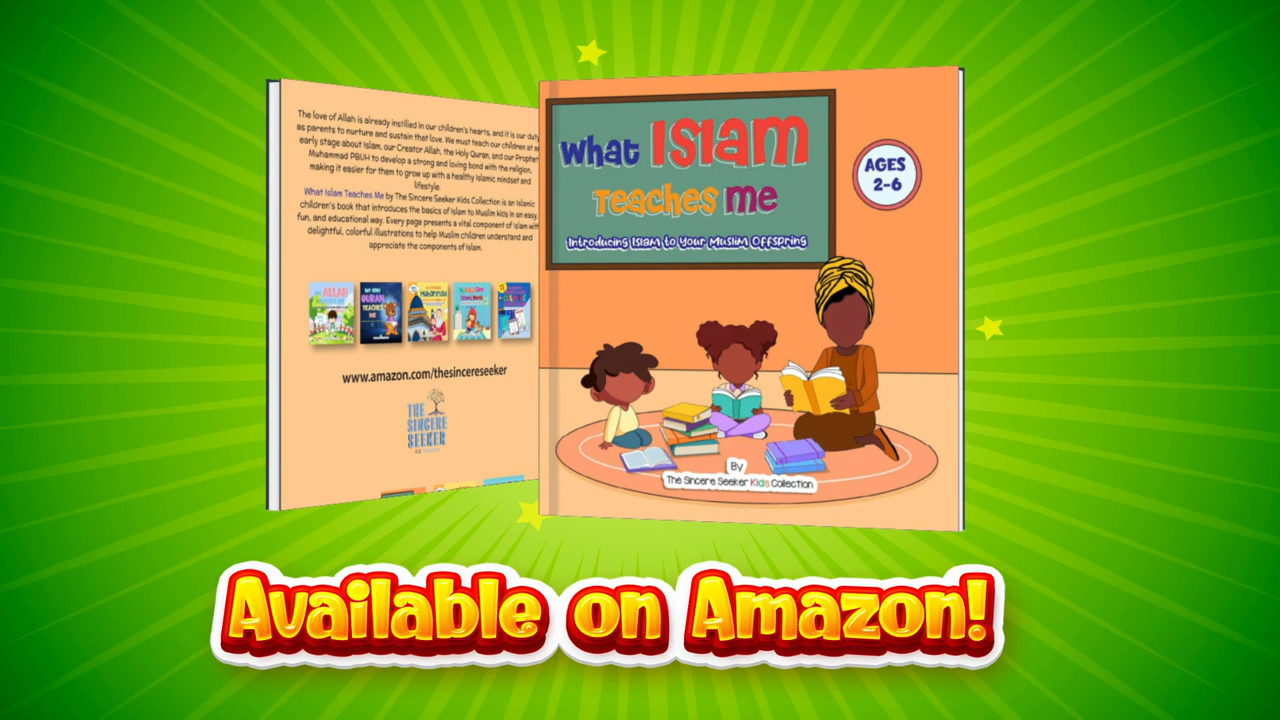 The love of Allah is already instilled in our children's hearts, and it is our duty
as parents to nurture and sustain that love. We must teach our children at an
early stage about Islam, our Creator Allah, the Holy Quran, and our Prophet
Muhammad PBUH to develop a strong and loving bond with the religion,
making it easier for them to grow up with a healthy Islamic mindset and
lifestyle.
What Islam Teaches Me by The Sincere Seeker Kids Collection is an Islamic
children's book that introduces the basics of Islam to Muslim kids in an easy,
fun, and educational way. Every page presents a vital component of Islam with
delightful, colorful illustrations to help Muslim children understand and
appreciate the components of Islam.
ALLAH
QURAN
TEACHES
ME
Muhammad
www.amazon.com/thesincereseeker
THE
SINCERE
SEEKER
What Islam
Teaches Me
Introducing Islam to Your Muslim Offspring
AGES
2-6
By
The Sincere Seeker Kids Collection
Available on Amazon!